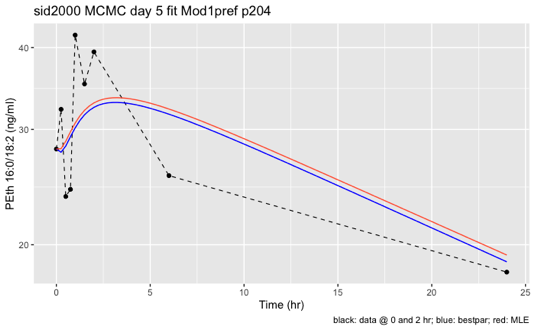 sid2000 MCMC day 5 fit Mod1pref p204
PEth 16:0/18:2 (ng/ml)
40
30
20
0
5
10
15
20
25
Time (hr)
black: data @ 0 and 2 hr; blue: bestpar; red: MLE